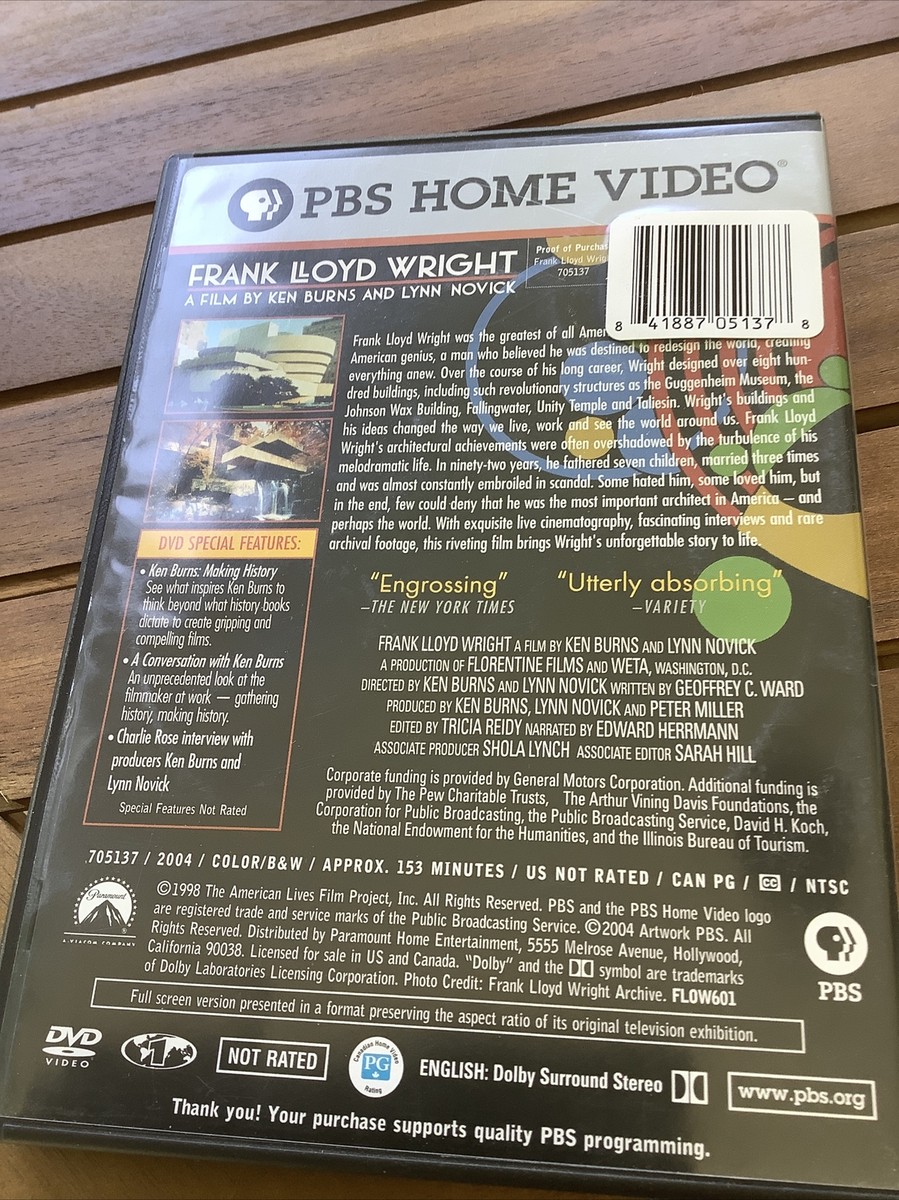 PBS HOME VIDEO®
FRANK LLOYD WRIGHT
A FILM BY KEN BURNS AND LYNN NOVICK
Proof of Purchas
Frank Lloyd Wrig
705137
8 41887 05137 8
Frank Lloyd Wright was the greatest of all Amer
American genius, a man who believed he was destined to redesign the world, creating
everything anew. Over the course of his long career, Wright designed over eight hun-
dred buildings, including such revolutionary structures as the Guggenheim Museum, the
Johnson Wax Building, Fallingwater, Unity Temple and Taliesin. Wright's buildings and
his ideas changed the way we live, work and see the world around us. Frank Lloyd
Wright's architectural achievements were often overshadowed by the turbulence of his
melodramatic life. In ninety-two years, he fathered seven children, married three times
and was almost constantly embroiled in scandal. Some hated him, some loved him, but
in the end, few could deny that he was the most important architect in America — and
perhaps the world. With exquisite live cinematography, fascinating interviews and rare
archival footage, this riveting film brings Wright's unforgettable story to life.
DVD SPECIAL FEATURES:
• Ken Burns: Making History
See what inspires Ken Burns to
think beyond what history books
dictate to create gripping and
compelling films.
• A Conversation with Ken Burns
An unprecedented look at the
filmmaker at work — gathering
history, making history.
• Charlie Rose interview with
producers Ken Burns and
Lynn Novick
Special Features Not Rated
"Engrossing"
—THE NEW YORK TIMES
"Utterly absorbing"
—VARIETY
FRANK LLOYD WRIGHT A FILM BY KEN BURNS AND LYNN NOVICK
A PRODUCTION OF FLORENTINE FILMS AND WETA, WASHINGTON, D.C.
DIRECTED BY KEN BURNS AND LYNN NOVICK WRITTEN BY GEOFFREY C. WARD
PRODUCED BY KEN BURNS, LYNN NOVICK AND PETER MILLER
EDITED BY TRICIA REIDY NARRATED BY EDWARD HERRMANN
ASSOCIATE PRODUCER SHOLA LYNCH ASSOCIATE EDITOR SARAH HILL
Corporate funding is provided by General Motors Corporation. Additional funding is
provided by The Pew Charitable Trusts, The Arthur Vining Davis Foundations, the
Corporation for Public Broadcasting, the Public Broadcasting Service, David H. Koch,
the National Endowment for the Humanities, and the Illinois Bureau of Tourism.
705137 / 2004 / COLOR/B&W / APPROX. 153 MINUTES / US NOT RATED / CAN PG / CC / NTSC
Paramount
A VIACOM COMPANY
©1998 The American Lives Film Project, Inc. All Rights Reserved. PBS and the PBS Home Video logo
are registered trade and service marks of the Public Broadcasting Service. ©2004 Artwork PBS. All
Rights Reserved. Distributed by Paramount Home Entertainment, 5555 Melrose Avenue, Hollywood,
California 90038. Licensed for sale in US and Canada. "Dolby" and the symbol are trademarks
of Dolby Laboratories Licensing Corporation. Photo Credit: Frank Lloyd Wright Archive. FLOW601
PBS
Full screen version presented in a format preserving the aspect ratio of its original television exhibition.
DVD
VIDEO
1
NOT RATED
Canadian Home Video
PG
Rating
ENGLISH: Dolby Surround Stereo
www.pbs.org
Thank you! Your purchase supports quality PBS programming.